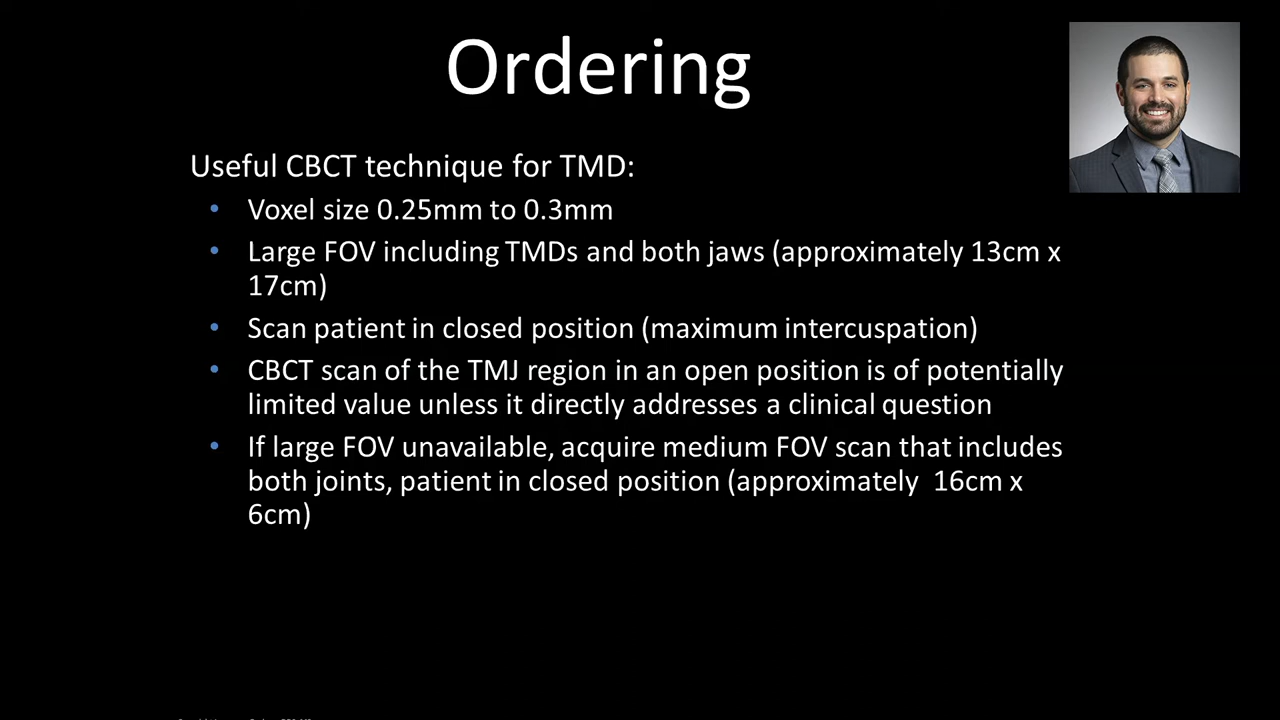 Ordering
Useful CBCT technique for TMD:
• Voxel size 0.25mm to 0.3mm
• Large FOV including TMDs and both jaws (approximately 13cm x
17cm)
• Scan patient in closed position (maximum intercuspation)
• CBCT scan of the TMJ region in an open position is of potentially
limited value unless it directly addresses a clinical question
• If large FOV unavailable, acquire medium FOV scan that includes
both joints, patient in closed position (approximately 16cm x
6cm)